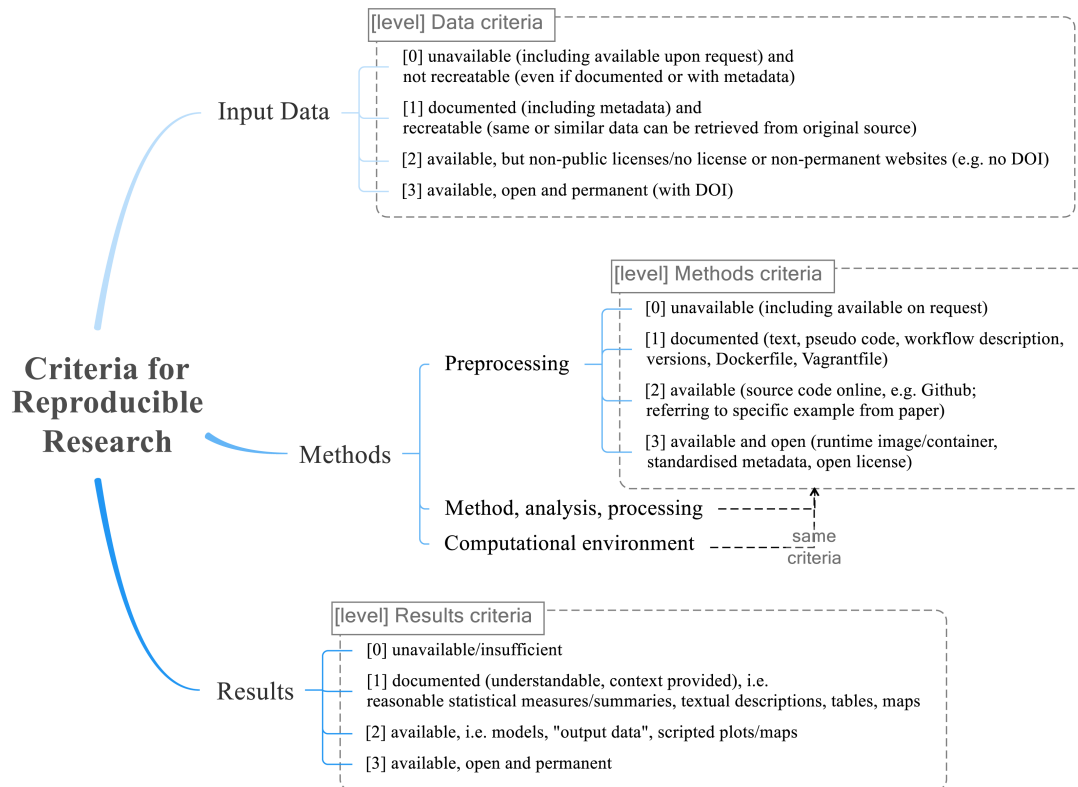 [level] Data criteria
[0] unavailable (including available upon request) and
not recreatable (even if documented or with metadata)
Input Data
[1] documented (including metadata) and
recreatable (same or similar data can be retrieved from original source)
[2] available, but non-public licenses/no license or non-permanent websites (e.g. no DOI)
[3] available, open and permanent (with DOI)
Criteria for
Reproducible
Research
[level] Methods criteria
[0] unavailable (including available on request)
Preprocessing
[1] documented (text, pseudo code, workflow description,
versions, Dockerfile, Vagrantfile)
[2] available (source code online, e.g. Github;
referring to specific example from paper)
[3] available and open (runtime image/container,
standardised metadata, open license)
Methods
Method, analysis, processing
Computational environment
same
criteria
[level] Results criteria
[0] unavailable/insufficient
Results
[1] documented (understandable, context provided), i.e.
reasonable statistical measures/summaries, textual descriptions, tables, maps
[2] available, i.e. models, "output data", scripted plots/maps
[3] available, open and permanent